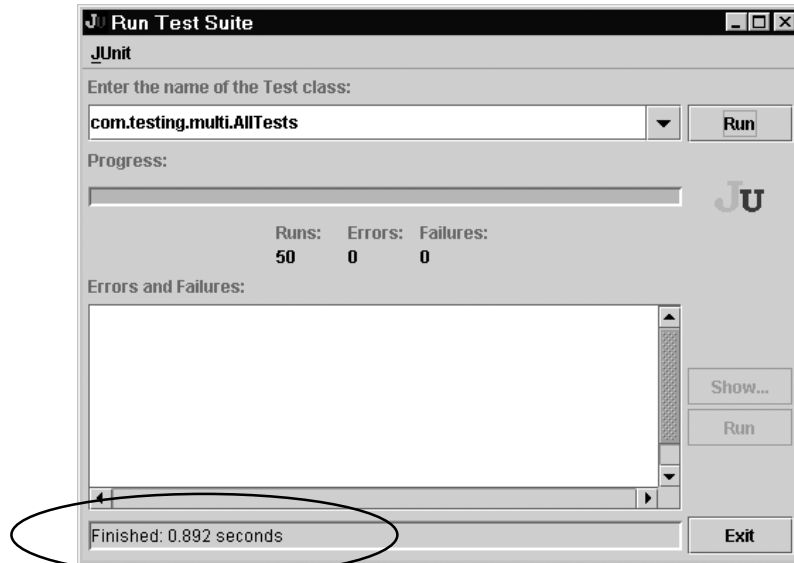 JU Run Test Suite
JUnit
Enter the name of the Test class:
com.testing.multi.AllTests
Run
Progress:
JU
Runs: Errors: Failures:
50 0 0
Errors and Failures:
Show...
Run
Finished: 0.892 seconds
Exit